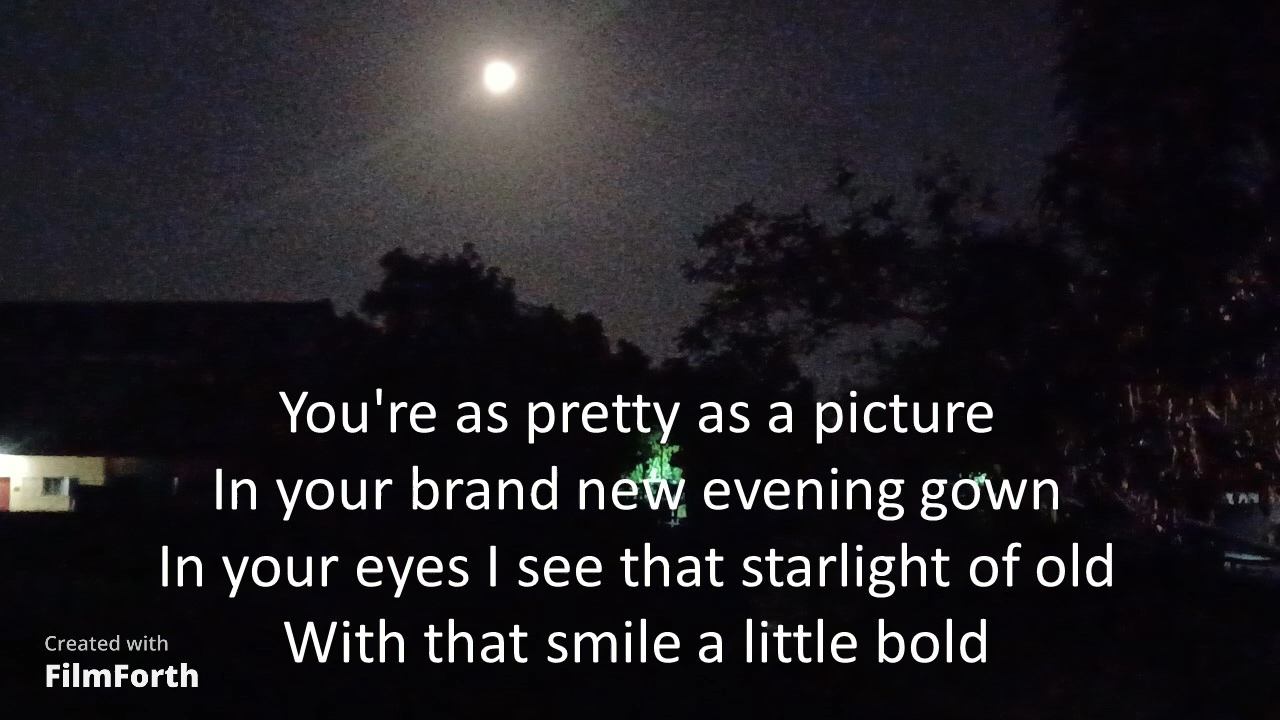 You're as pretty as a picture
In your brand new evening gown
In your eyes I see that starlight of old
With that smile a little bold
Created with
FilmForth